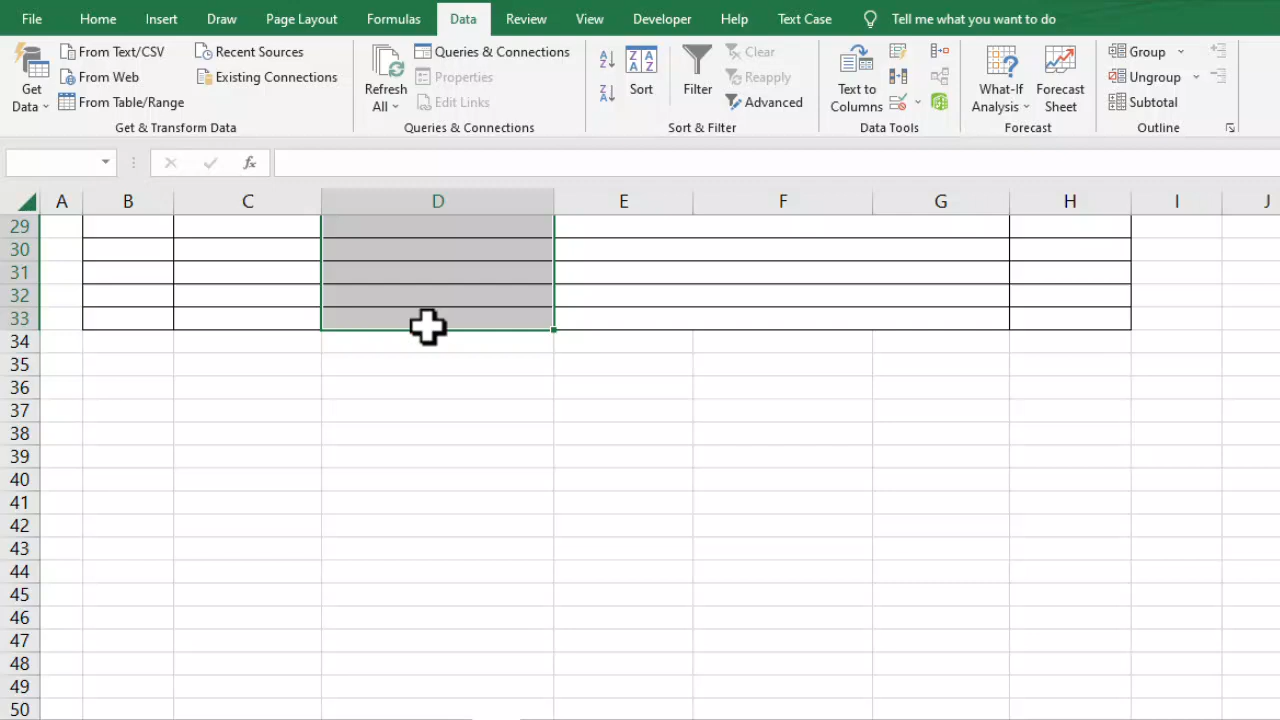 File Home Insert Draw Page Layout Formulas Data Review View Developer Help Text Case Tell me what you want to do
Get Data
From Text/CSV
From Web
From Table/Range
Recent Sources
Existing Connections
Get & Transform Data
Refresh All
Queries & Connections
Properties
Edit Links
Queries & Connections
Sort
Filter
Clear
Reapply
Advanced
Sort & Filter
Text to Columns
Data Tools
What-If Analysis
Forecast Sheet
Forecast
Group
Ungroup
Subtotal
Outline
fx
A B C D E F G H I J
29
30
31
32
33
34
35
36
37
38
39
40
41
42
43
44
45
46
47
48
49
50